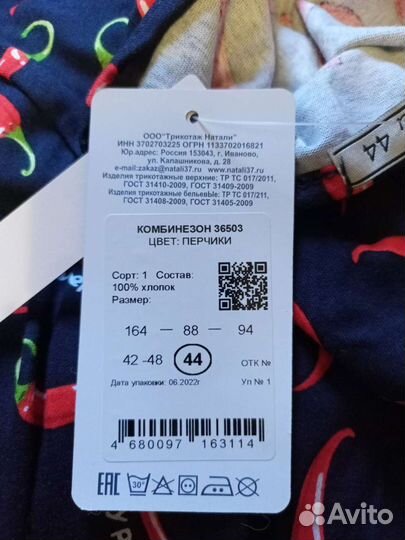 ООО"Трикотаж Натали"
ИНН 3702703225 ОГРН 1133702016821
Юр.адрес: Россия 153043, г. Иваново,
ул. Калашникова, д. 28
e-mail:zakaz@natali37.ru www.natali37.ru
Изделия трикотажные верхние: ТР ТС 017/2011,
ГОСТ 31410-2009, ГОСТ 31409-2009
Изделия трикотажные бельевые: ТР ТС 017/211,
ГОСТ 31408-2009, ГОСТ 31405-2009
КОМБИНЕЗОН 36503
ЦВЕТ: ПЕРЧИКИ
Сорт: 1 Состав:
100% хлопок
Размер:
164 — 88 — 94
42 -48 44 ОТК №
Дата упаковки: 06.2022г Уп № 1
4 680097 163114
EAC 30°
44
Avito